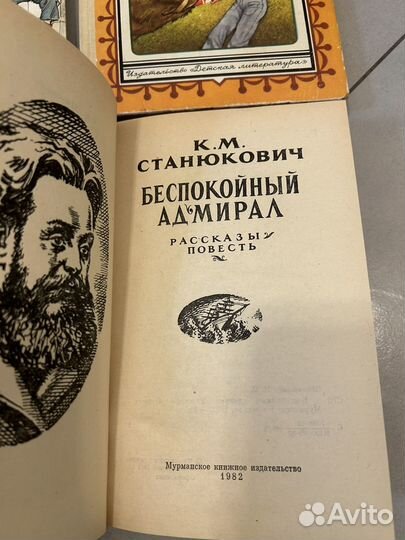 Издательство «Детская литература»
К.М.
СТАНЮКОВИЧ
БЕСПОКОЙНЫЙ
АДМИРАЛ
РАССКАЗЫ
ПОВЕСТЬ
Мурманское книжное издательство
1982
Avito